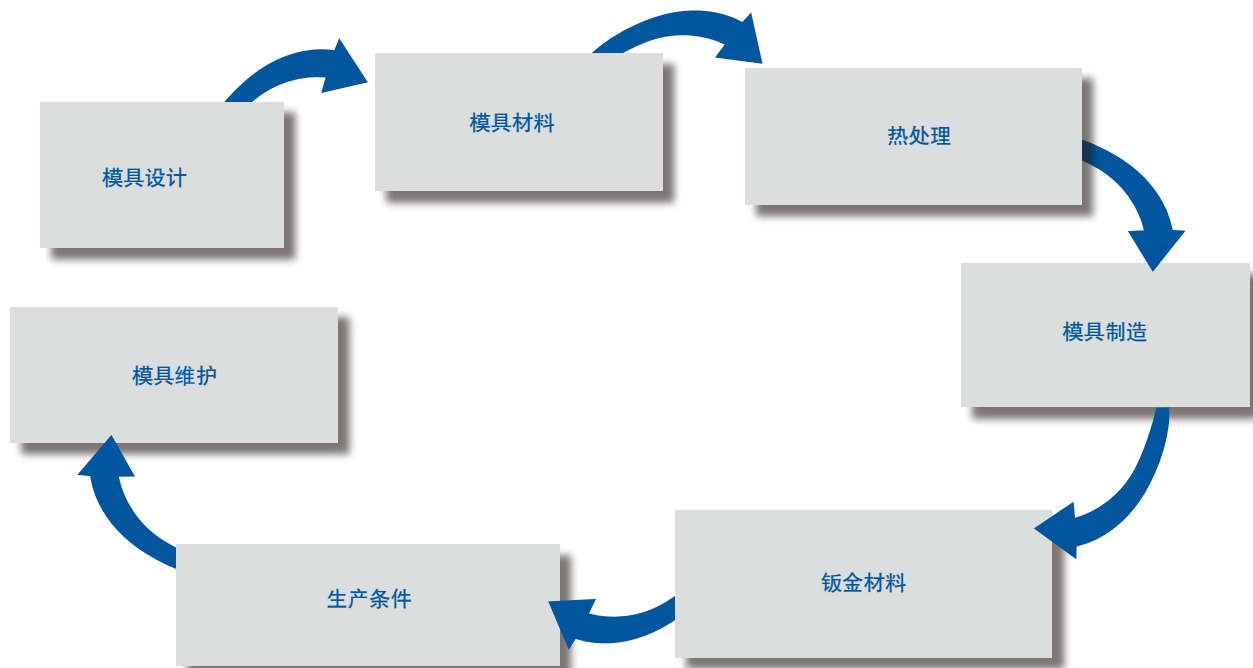 模具设计
模具材料
热处理
模具制造
钣金材料
生产条件
模具维护